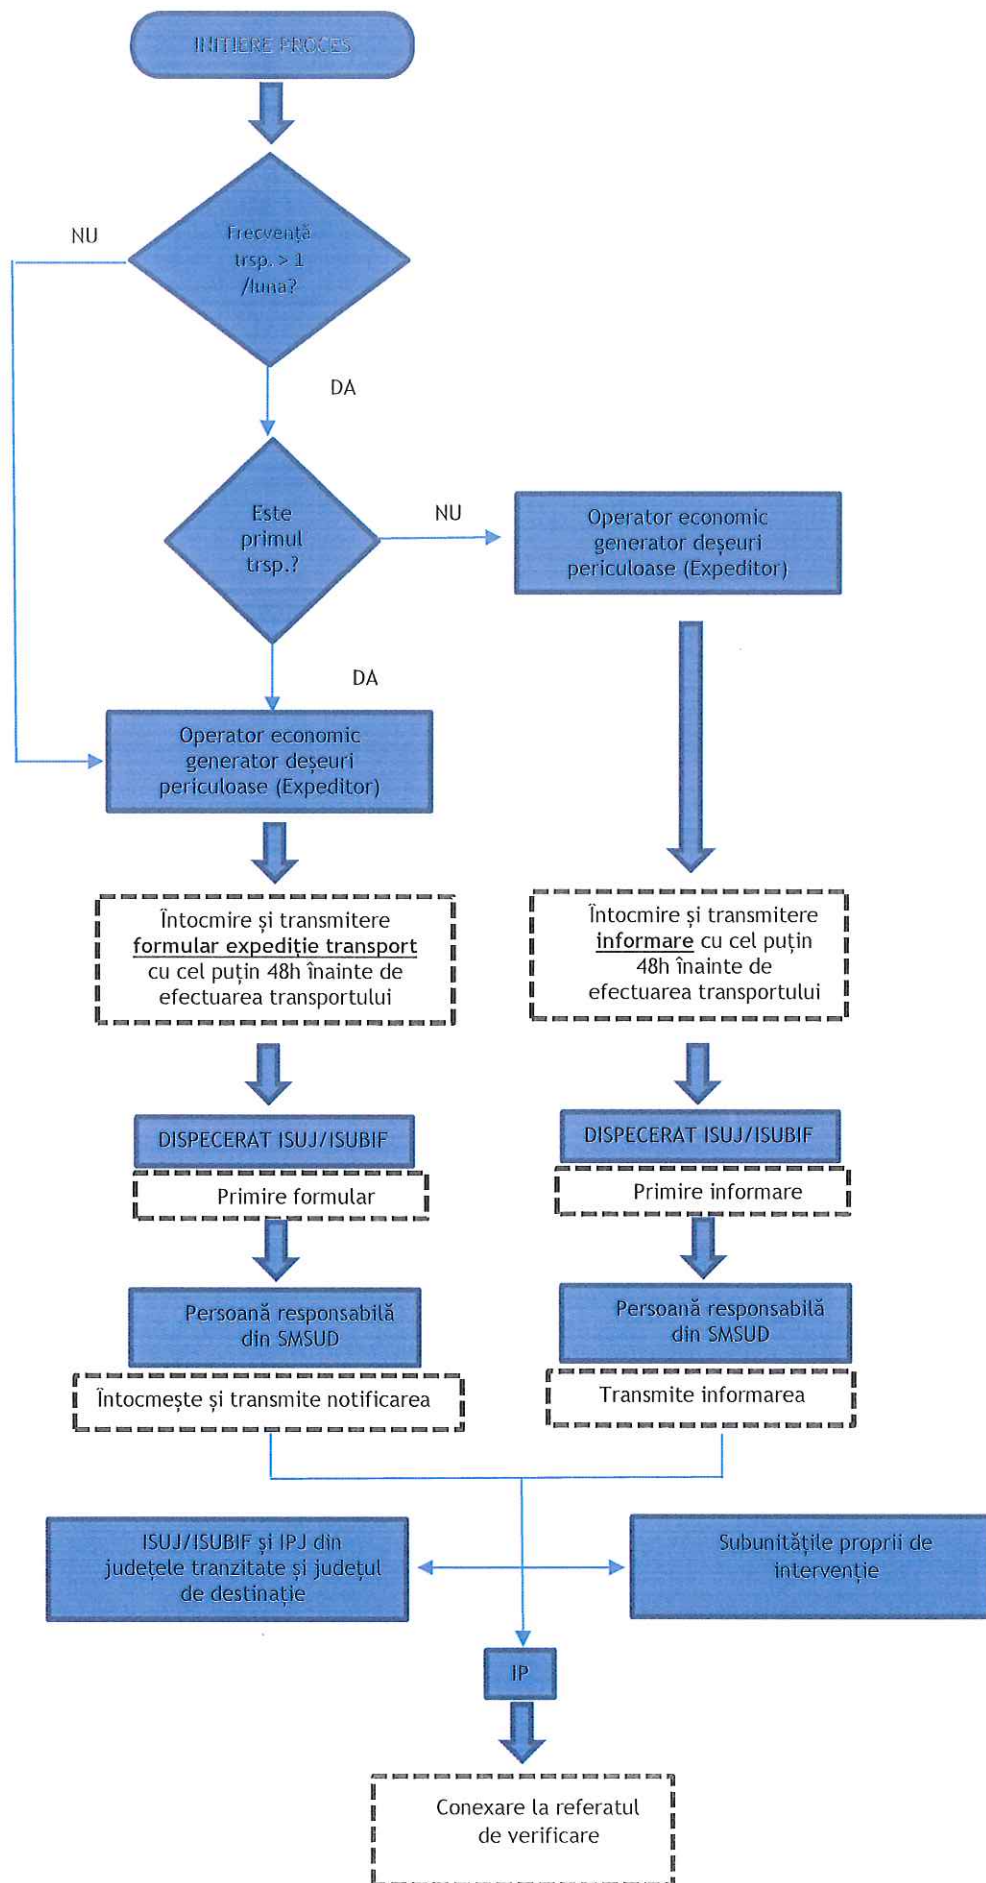 INITIERE PROCES
Frecvență
trsp. > 1
/luna?
NU
DA
Este
primul
trsp.?
NU
Operator economic
generator deșeuri
periculoase (Expeditor)
DA
Operator economic
generator deșeuri
periculoase (Expeditor)
Întocmire și transmitere
formular expediție transport
cu cel puțin 48h înainte de
efectuarea transportului
Întocmire și transmitere
informare cu cel puțin
48h înainte de
efectuarea transportului
DISPECERAT ISUJ/ISUBIF
Primire formular
DISPECERAT ISUJ/ISUBIF
Primire informare
Persoană responsabilă
din SMSUD
Întocmește și transmite notificarea
Persoană responsabilă
din SMSUD
Transmite informarea
ISUJ/ISUBIF și IPJ din
județele tranzitate și județul
de destinație
Subunitățile proprii de
intervenție
IP
Conexare la referatul
de verificare